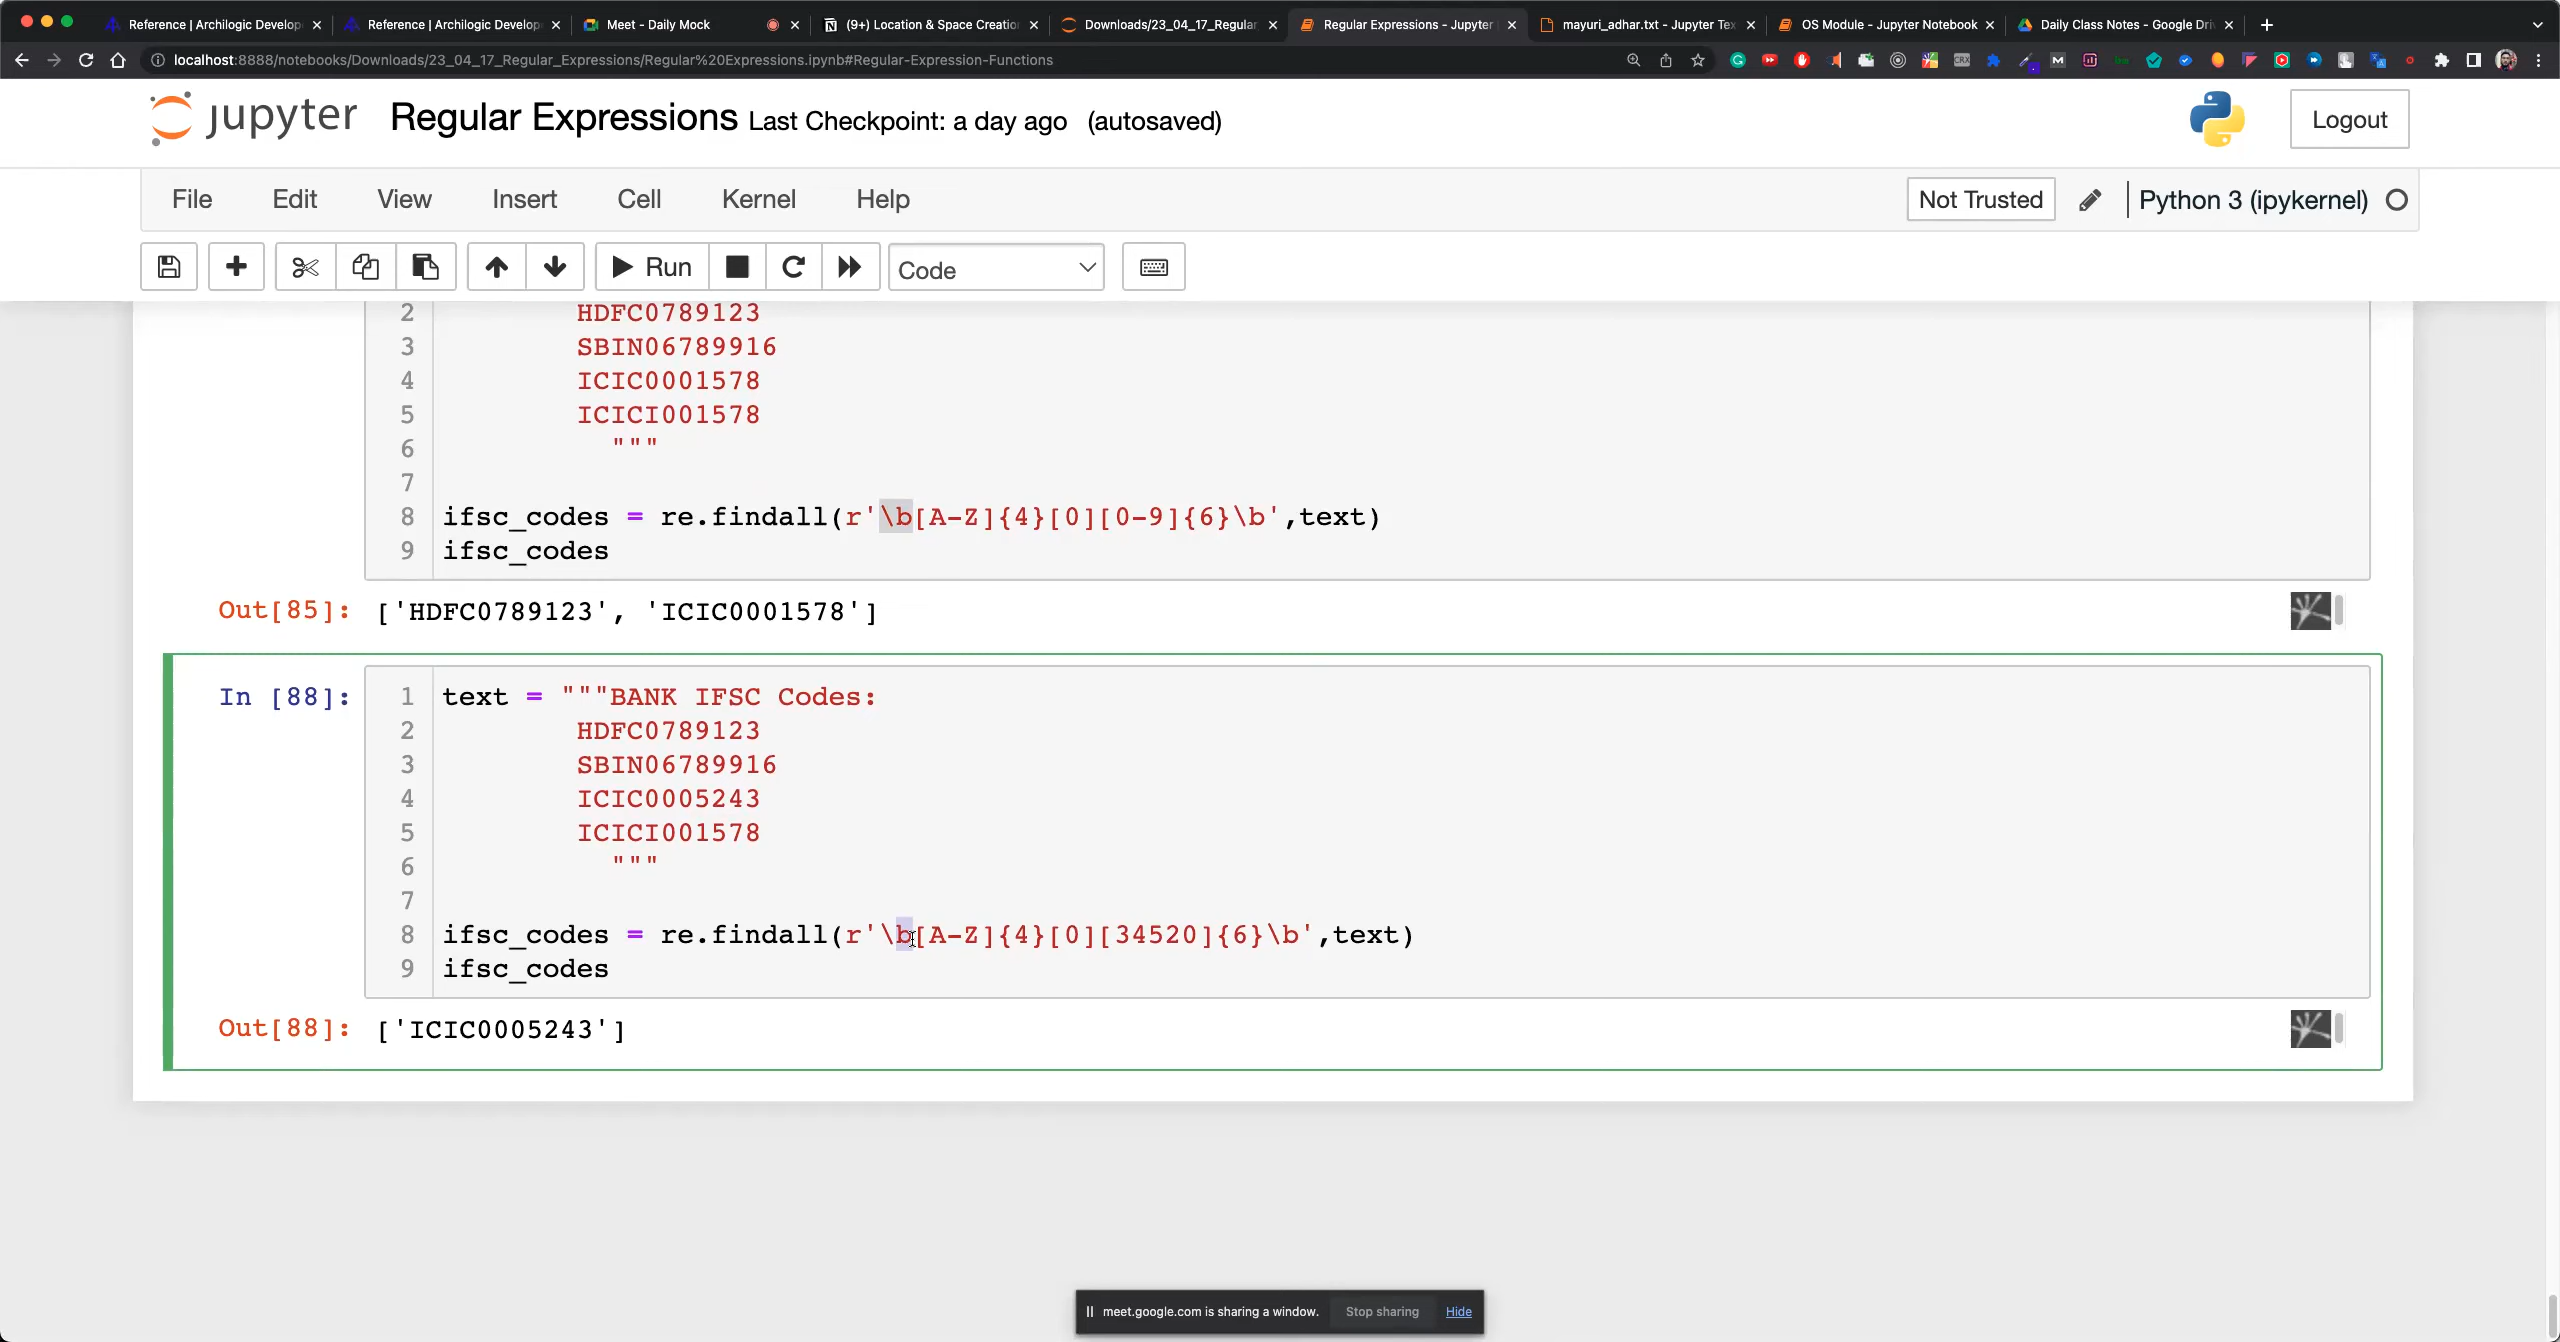 Reference | Archilogic Develop
Reference | Archilogic Develop
Meet - Daily Mock
(9+) Location & Space Creation
Downloads/23_04_17_Regular_
Regular Expressions - Jupyter
mayuri_adhar.txt - Jupyter Tex
OS Module - Jupyter Notebook
Daily Class Notes - Google Dri
localhost:8888/notebooks/Downloads/23_04_17_Regular_Expressions/Regular%20Expressions.ipynb#Regular-Expression-Functions
jupyter Regular Expressions Last Checkpoint: a day ago (autosaved)
Logout
File Edit View Insert Cell Kernel Help
Not Trusted Python 3 (ipykernel)
Run Code
2 HDFC0789123
3 SBIN06789916
4 ICIC0001578
5 ICICI001578
6 """
7
8 ifsc_codes = re.findall(r'\b[A-Z]{4}[0][0-9]{6}\b',text)
9 ifsc_codes
Out[85]: ['HDFC0789123', 'ICIC0001578']
In [88]: 1 text = """BANK IFSC Codes:
2 HDFC0789123
3 SBIN06789916
4 ICIC0005243
5 ICICI001578
6 """
7
8 ifsc_codes = re.findall(r'\b[A-Z]{4}[0][34520]{6}\b',text)
9 ifsc_codes
Out[88]: ['ICIC0005243']
meet.google.com is sharing a window. Stop sharing Hide